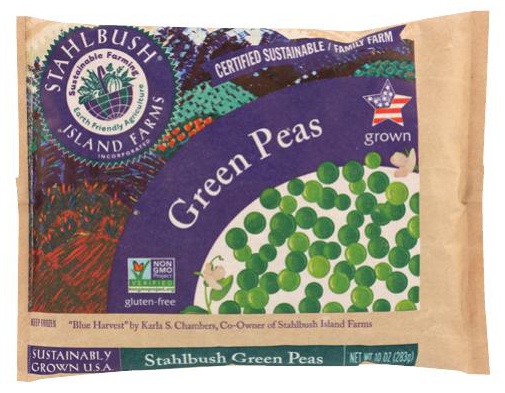 STAHLBUSH®
Sustainable Farming
Earth Friendly Agriculture
ISLAND FARMS
INCORPORATED
CERTIFIED SUSTAINABLE / FAMILY FARM
grown
Green Peas
NON
GMO
Project
VERIFIED
gluten-free
KEEP FROZEN
"Blue Harvest" by Karla S. Chambers, Co-Owner of Stahlbush Island Farms
SUSTAINABLY
GROWN U.S.A.
Stahlbush Green Peas
NET WT 10 OZ (283g)